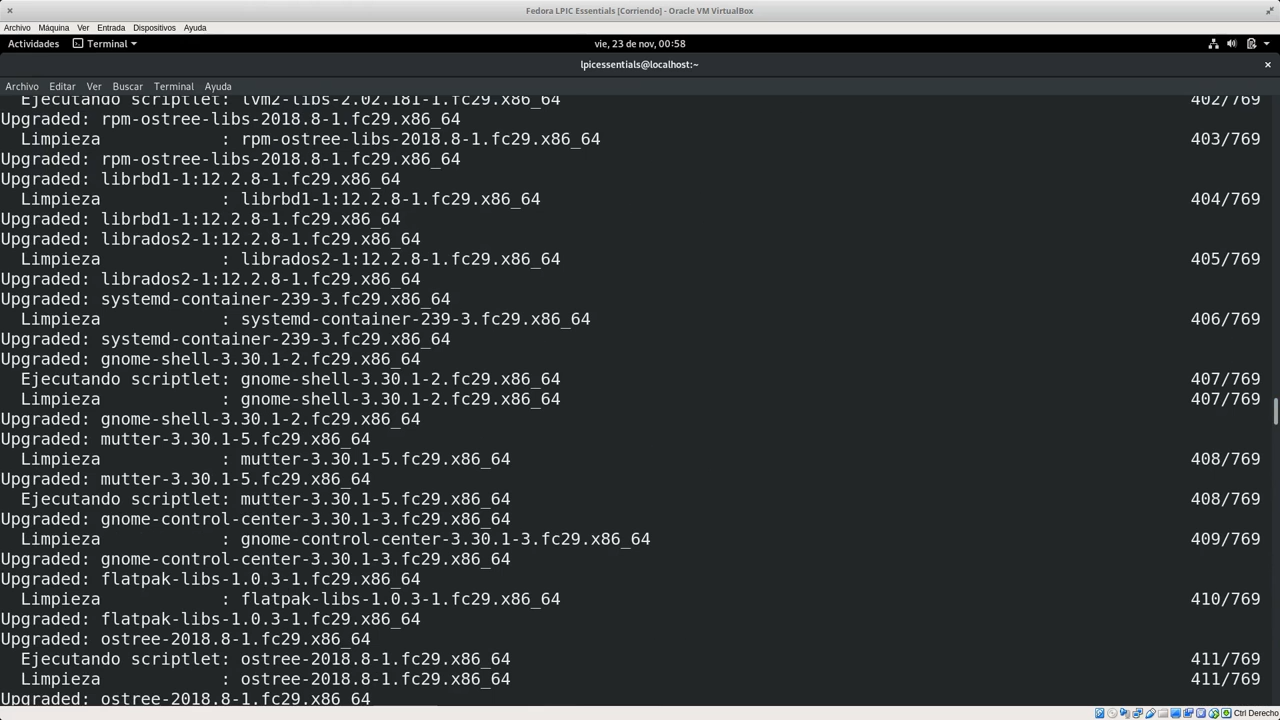 Fedora LPIC Essentials [Corriendo] - Oracle VM VirtualBox
Archivo Máquina Ver Entrada Dispositivos Ayuda
Actividades Terminal vie, 23 de nov, 00:58
lpicessentials@localhost:~
Archivo Editar Ver Buscar Terminal Ayuda
  Ejecutando scriptlet: lvm2-libs-2.02.181-1.fc29.x86_64 402/769
Upgraded: rpm-ostree-libs-2018.8-1.fc29.x86_64
  Limpieza            : rpm-ostree-libs-2018.8-1.fc29.x86_64 403/769
Upgraded: rpm-ostree-libs-2018.8-1.fc29.x86_64
Upgraded: librbd1-1:12.2.8-1.fc29.x86_64
  Limpieza            : librbd1-1:12.2.8-1.fc29.x86_64 404/769
Upgraded: librbd1-1:12.2.8-1.fc29.x86_64
Upgraded: librados2-1:12.2.8-1.fc29.x86_64
  Limpieza            : librados2-1:12.2.8-1.fc29.x86_64 405/769
Upgraded: librados2-1:12.2.8-1.fc29.x86_64
Upgraded: systemd-container-239-3.fc29.x86_64
  Limpieza            : systemd-container-239-3.fc29.x86_64 406/769
Upgraded: systemd-container-239-3.fc29.x86_64
Upgraded: gnome-shell-3.30.1-2.fc29.x86_64
  Ejecutando scriptlet: gnome-shell-3.30.1-2.fc29.x86_64 407/769
  Limpieza            : gnome-shell-3.30.1-2.fc29.x86_64 407/769
Upgraded: gnome-shell-3.30.1-2.fc29.x86_64
Upgraded: mutter-3.30.1-5.fc29.x86_64
  Limpieza            : mutter-3.30.1-5.fc29.x86_64 408/769
Upgraded: mutter-3.30.1-5.fc29.x86_64
  Ejecutando scriptlet: mutter-3.30.1-5.fc29.x86_64 408/769
Upgraded: gnome-control-center-3.30.1-3.fc29.x86_64
  Limpieza            : gnome-control-center-3.30.1-3.fc29.x86_64 409/769
Upgraded: gnome-control-center-3.30.1-3.fc29.x86_64
Upgraded: flatpak-libs-1.0.3-1.fc29.x86_64
  Limpieza            : flatpak-libs-1.0.3-1.fc29.x86_64 410/769
Upgraded: flatpak-libs-1.0.3-1.fc29.x86_64
Upgraded: ostree-2018.8-1.fc29.x86_64
  Ejecutando scriptlet: ostree-2018.8-1.fc29.x86_64 411/769
  Limpieza            : ostree-2018.8-1.fc29.x86_64 411/769
Upgraded: ostree-2018.8-1.fc29.x86_64
Ctrl Derecho